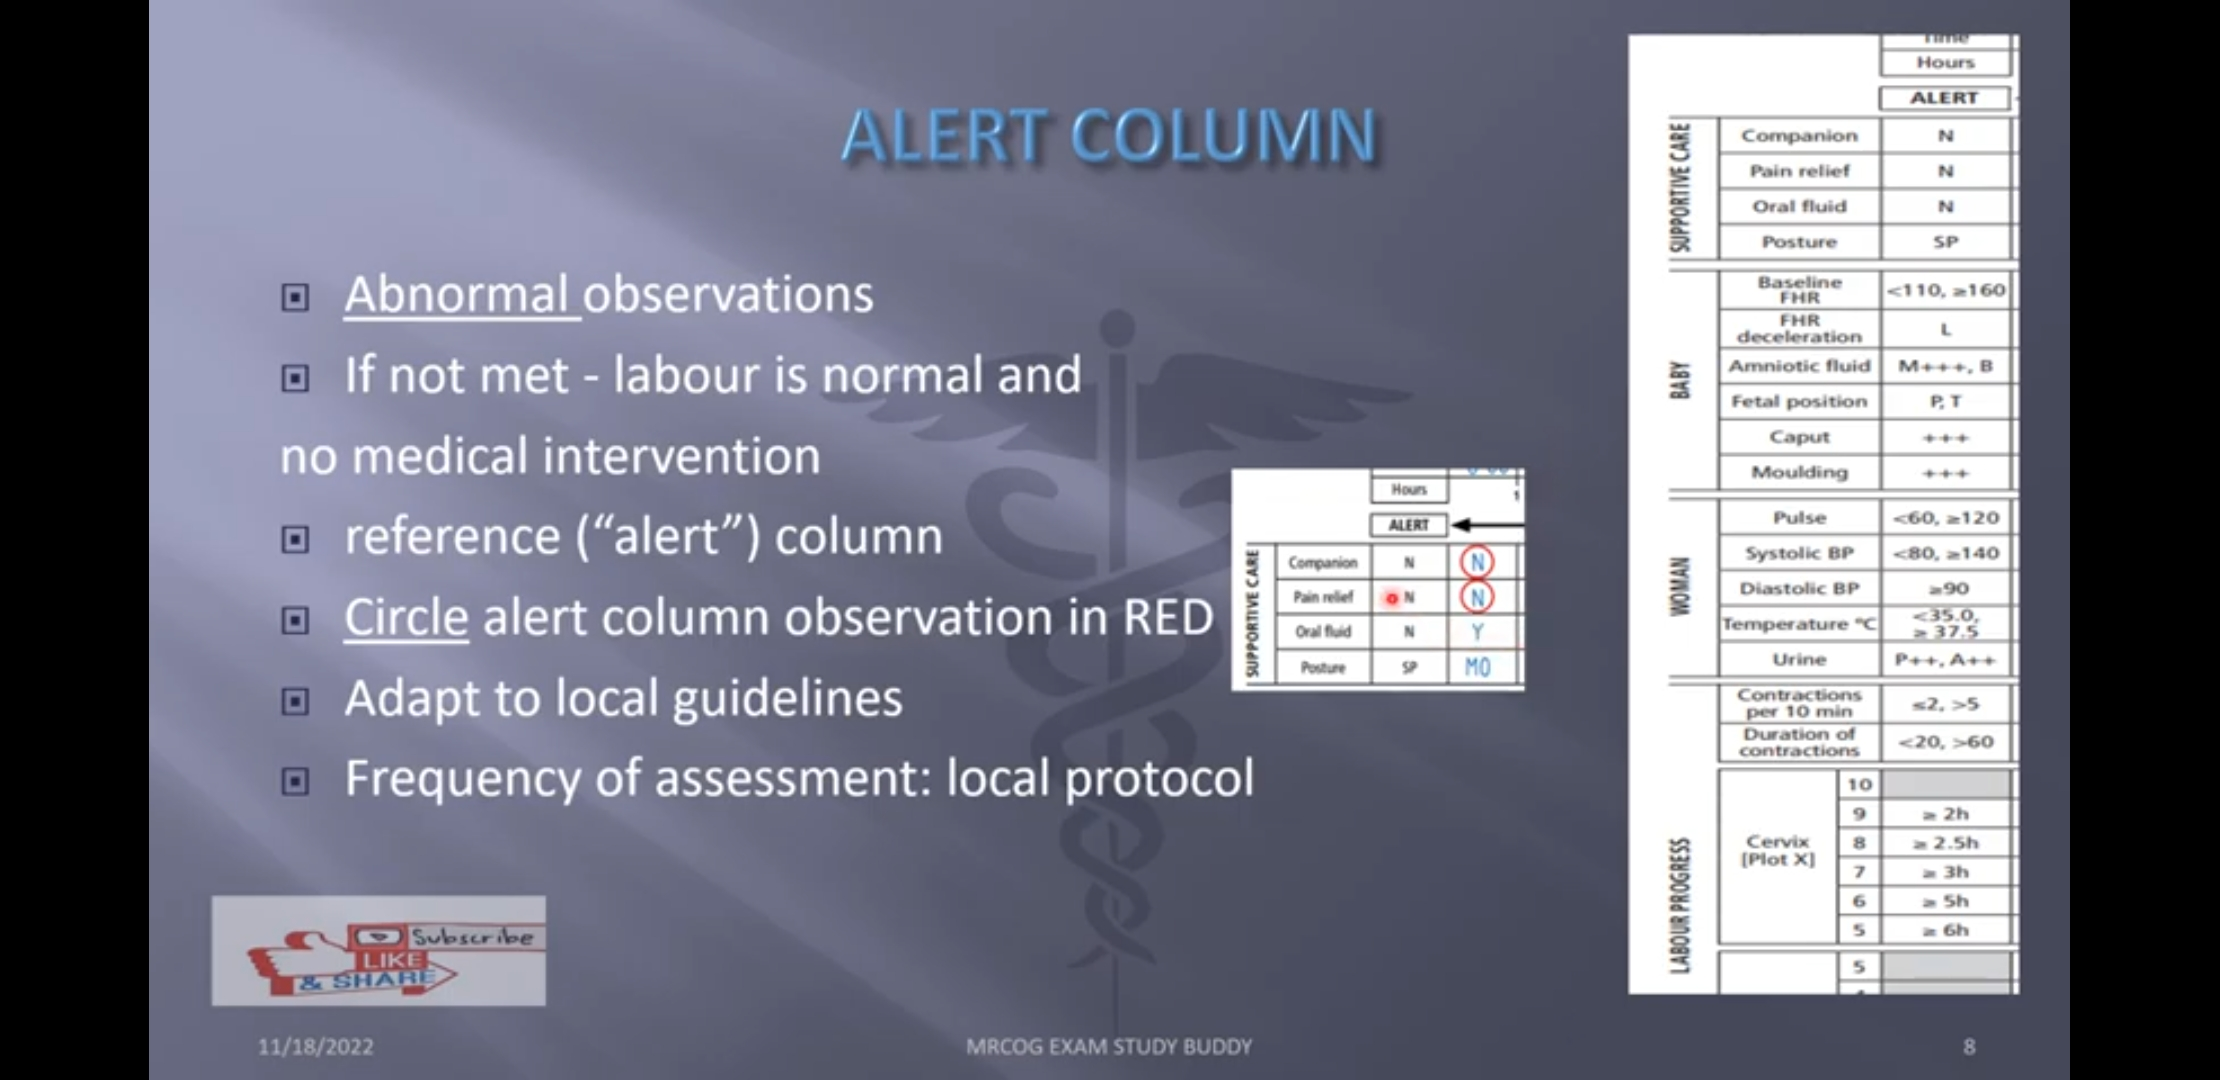 ALERT COLUMN
Abnormal observations
If not met - labour is normal and
no medical intervention
reference (“alert”) column
Circle alert column observation in RED
Adapt to local guidelines
Frequency of assessment: local protocol
Hours 1
ALERT
SUPPORTIVE CARE
Companion N N
Pain relief N N
Oral fluid N Y
Posture SP MO
Time
Hours
ALERT
SUPPORTIVE CARE
Companion N
Pain relief N
Oral fluid N
Posture SP
BABY
Baseline
FHR <110, ≥160
FHR
deceleration L
Amniotic fluid M+++, B
Fetal position P, T
Caput +++
Moulding +++
WOMAN
Pulse <60, ≥120
Systolic BP <80, ≥140
Diastolic BP ≥90
Temperature °C <35.0,
≥ 37.5
Urine P++, A++
LABOUR PROGRESS
Contractions
per 10 min ≤2, >5
Duration of
contractions <20, >60
Cervix
[Plot X]
10
9 ≥ 2h
8 ≥ 2.5h
7 ≥ 3h
6 ≥ 5h
5 ≥ 6h
5
Subscribe
LIKE
& SHARE
11/18/2022
MRCOG EXAM STUDY BUDDY
8